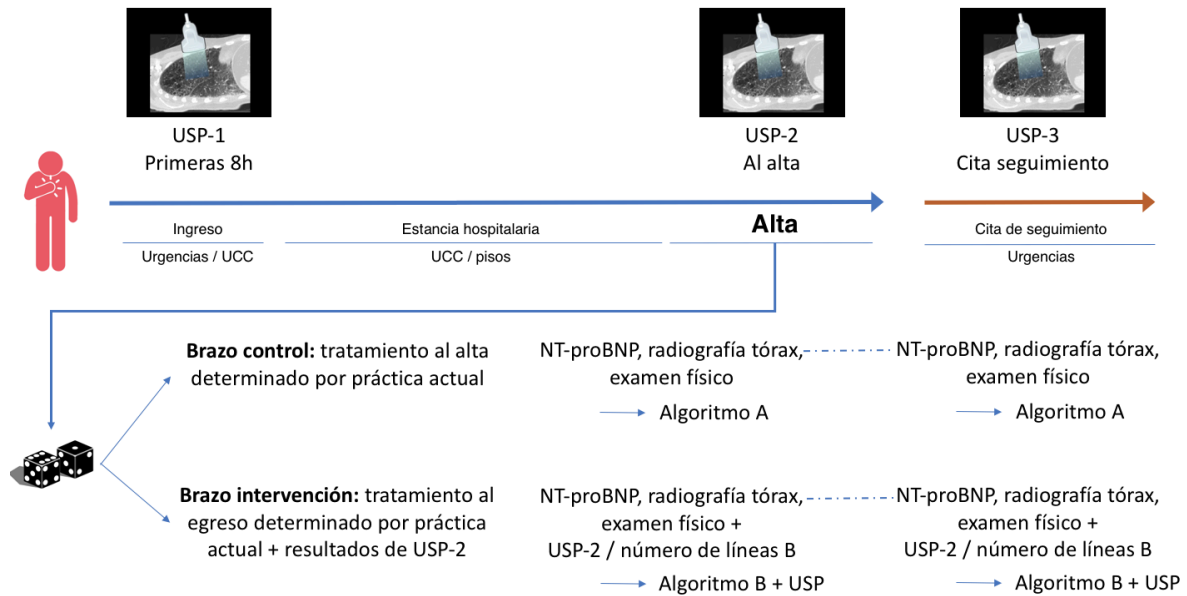 USP-1
Primeras 8h
USP-2
Al alta
USP-3
Cita seguimiento
Ingreso
Urgencias / UCC
Estancia hospitalaria
UCC / pisos
Alta
Cita de seguimiento
Urgencias
Brazo control: tratamiento al alta
determinado por práctica actual
NT-proBNP, radiografía tórax,
examen físico
Algoritmo A
NT-proBNP, radiografía tórax,
examen físico
Algoritmo A
Brazo intervención: tratamiento al
egreso determinado por práctica
actual + resultados de USP-2
NT-proBNP, radiografía tórax,
examen físico +
USP-2 / número de líneas B
Algoritmo B + USP
NT-proBNP, radiografía tórax,
examen físico +
USP-2 / número de líneas B
Algoritmo B + USP